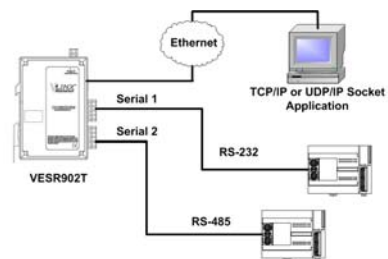 Ethernet
TCP/IP or UDP/IP Socket
Application
Serial 1
Serial 2
RS-232
VESR902T
RS-485